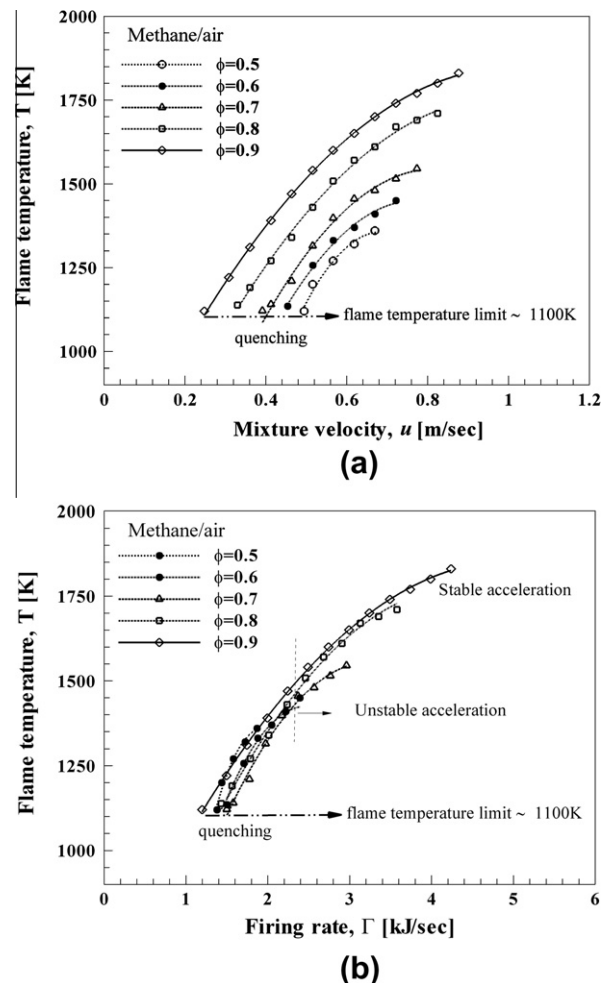 2000
1750
1500
1250
1000
Flame temperature, T [K]
Methane/air
ϕ=0.5
ϕ=0.6
ϕ=0.7
ϕ=0.8
ϕ=0.9
flame temperature limit ~ 1100K
quenching
0 0.2 0.4 0.6 0.8 1 1.2
Mixture velocity, u [m/sec]
(a)
2000
1750
1500
1250
1000
Flame temperature, T [K]
Methane/air
ϕ=0.5
ϕ=0.6
ϕ=0.7
ϕ=0.8
ϕ=0.9
Stable acceleration
Unstable acceleration
flame temperature limit ~ 1100K
quenching
0 1 2 3 4 5 6
Firing rate, Γ [kJ/sec]
(b)